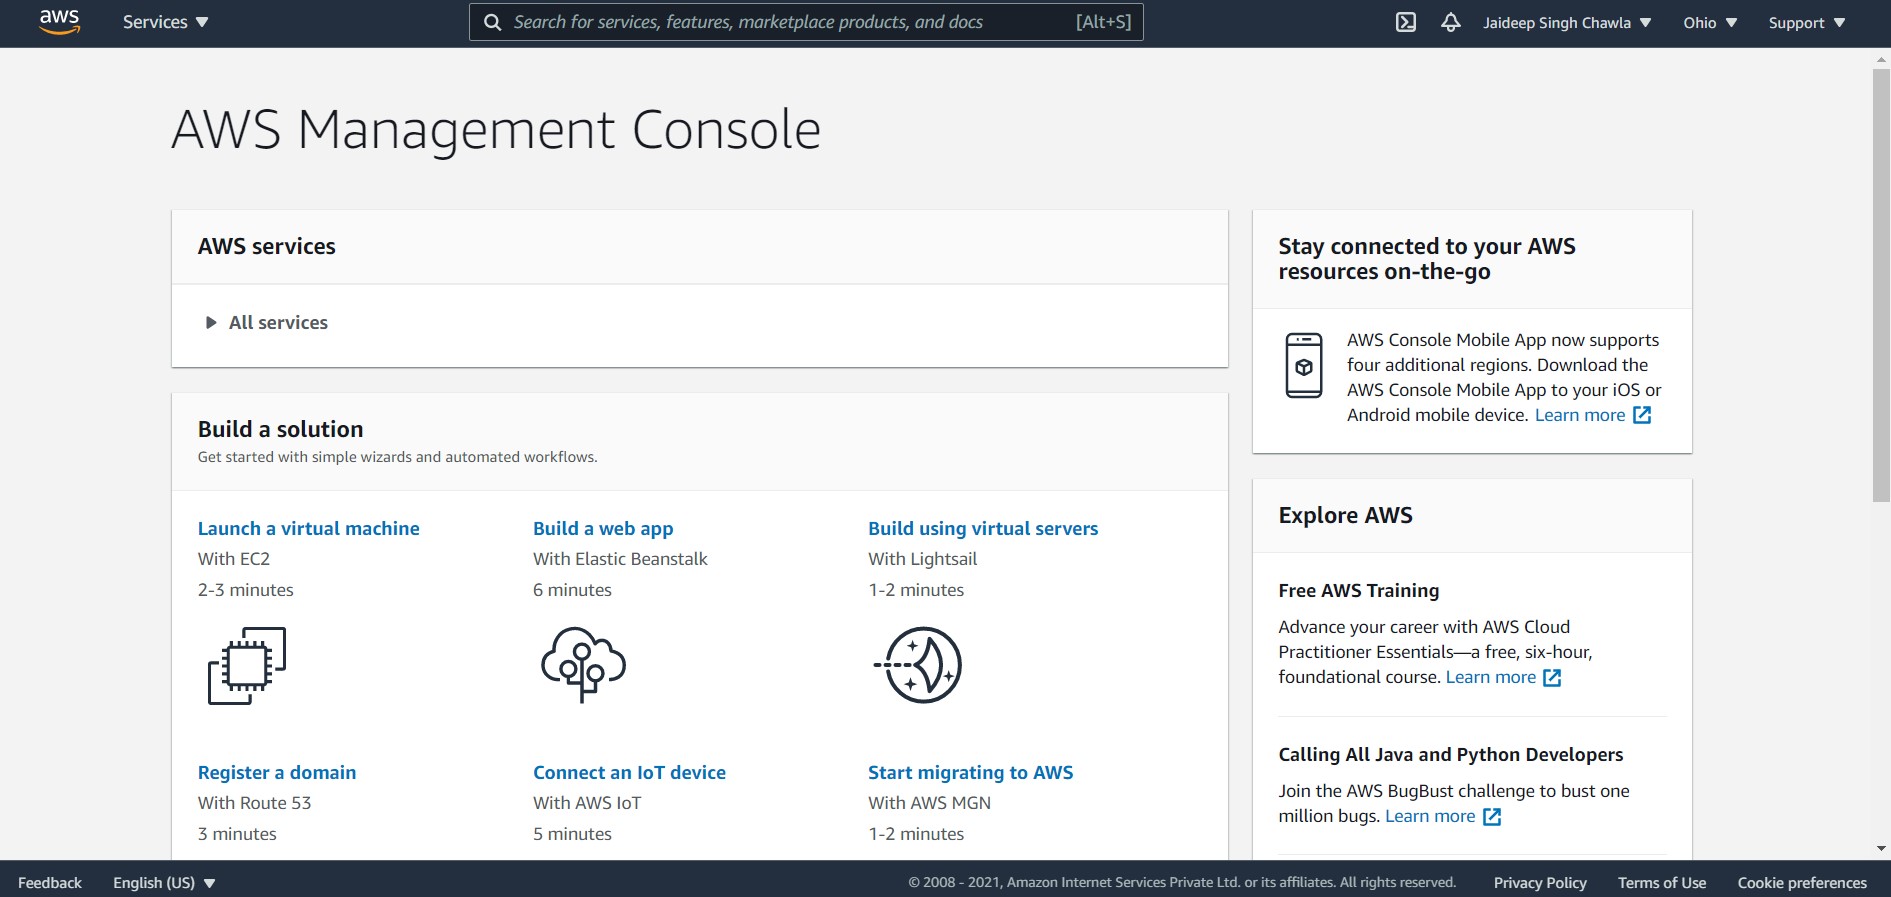 aws
Services
Search for services, features, marketplace products, and docs
[Alt+S]
Jaideep Singh Chawla
Ohio
Support
AWS Management Console
AWS services
All services
Build a solution
Get started with simple wizards and automated workflows.
Launch a virtual machine
With EC2
2-3 minutes
Build a web app
With Elastic Beanstalk
6 minutes
Build using virtual servers
With Lightsail
1-2 minutes
Register a domain
With Route 53
3 minutes
Connect an IoT device
With AWS IoT
5 minutes
Start migrating to AWS
With AWS MGN
1-2 minutes
Stay connected to your AWS
resources on-the-go
AWS Console Mobile App now supports
four additional regions. Download the
AWS Console Mobile App to your iOS or
Android mobile device. Learn more
Explore AWS
Free AWS Training
Advance your career with AWS Cloud
Practitioner Essentials—a free, six-hour,
foundational course. Learn more
Calling All Java and Python Developers
Join the AWS BugBust challenge to bust one
million bugs. Learn more
Feedback
English (US)
© 2008 - 2021, Amazon Internet Services Private Ltd. or its affiliates. All rights reserved.
Privacy Policy
Terms of Use
Cookie preferences